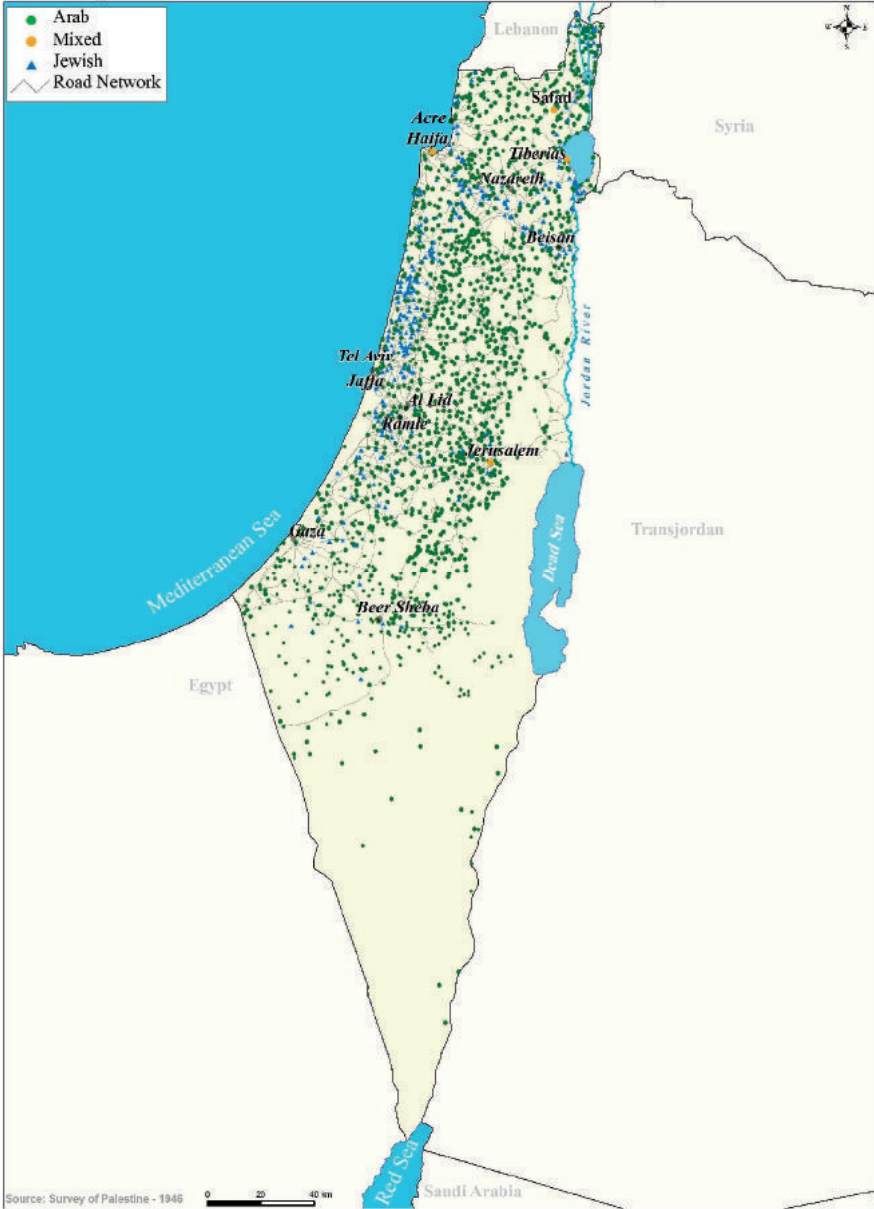 Arab
Mixed
Jewish
Road Network
N
W E
S
Lebanon
Safad
Syria
Acre
Haifa
Tiberias
Nazareth
Beisan
Jordan River
Tel Aviv
Jaffa
Al Lid
Ramle
Jerusalem
Mediterranean Sea
Gaza
Dead Sea
Transjordan
Beer Sheba
Egypt
Red Sea
Saudi Arabia
Source: Survey of Palestine - 1946
0 20 40 km